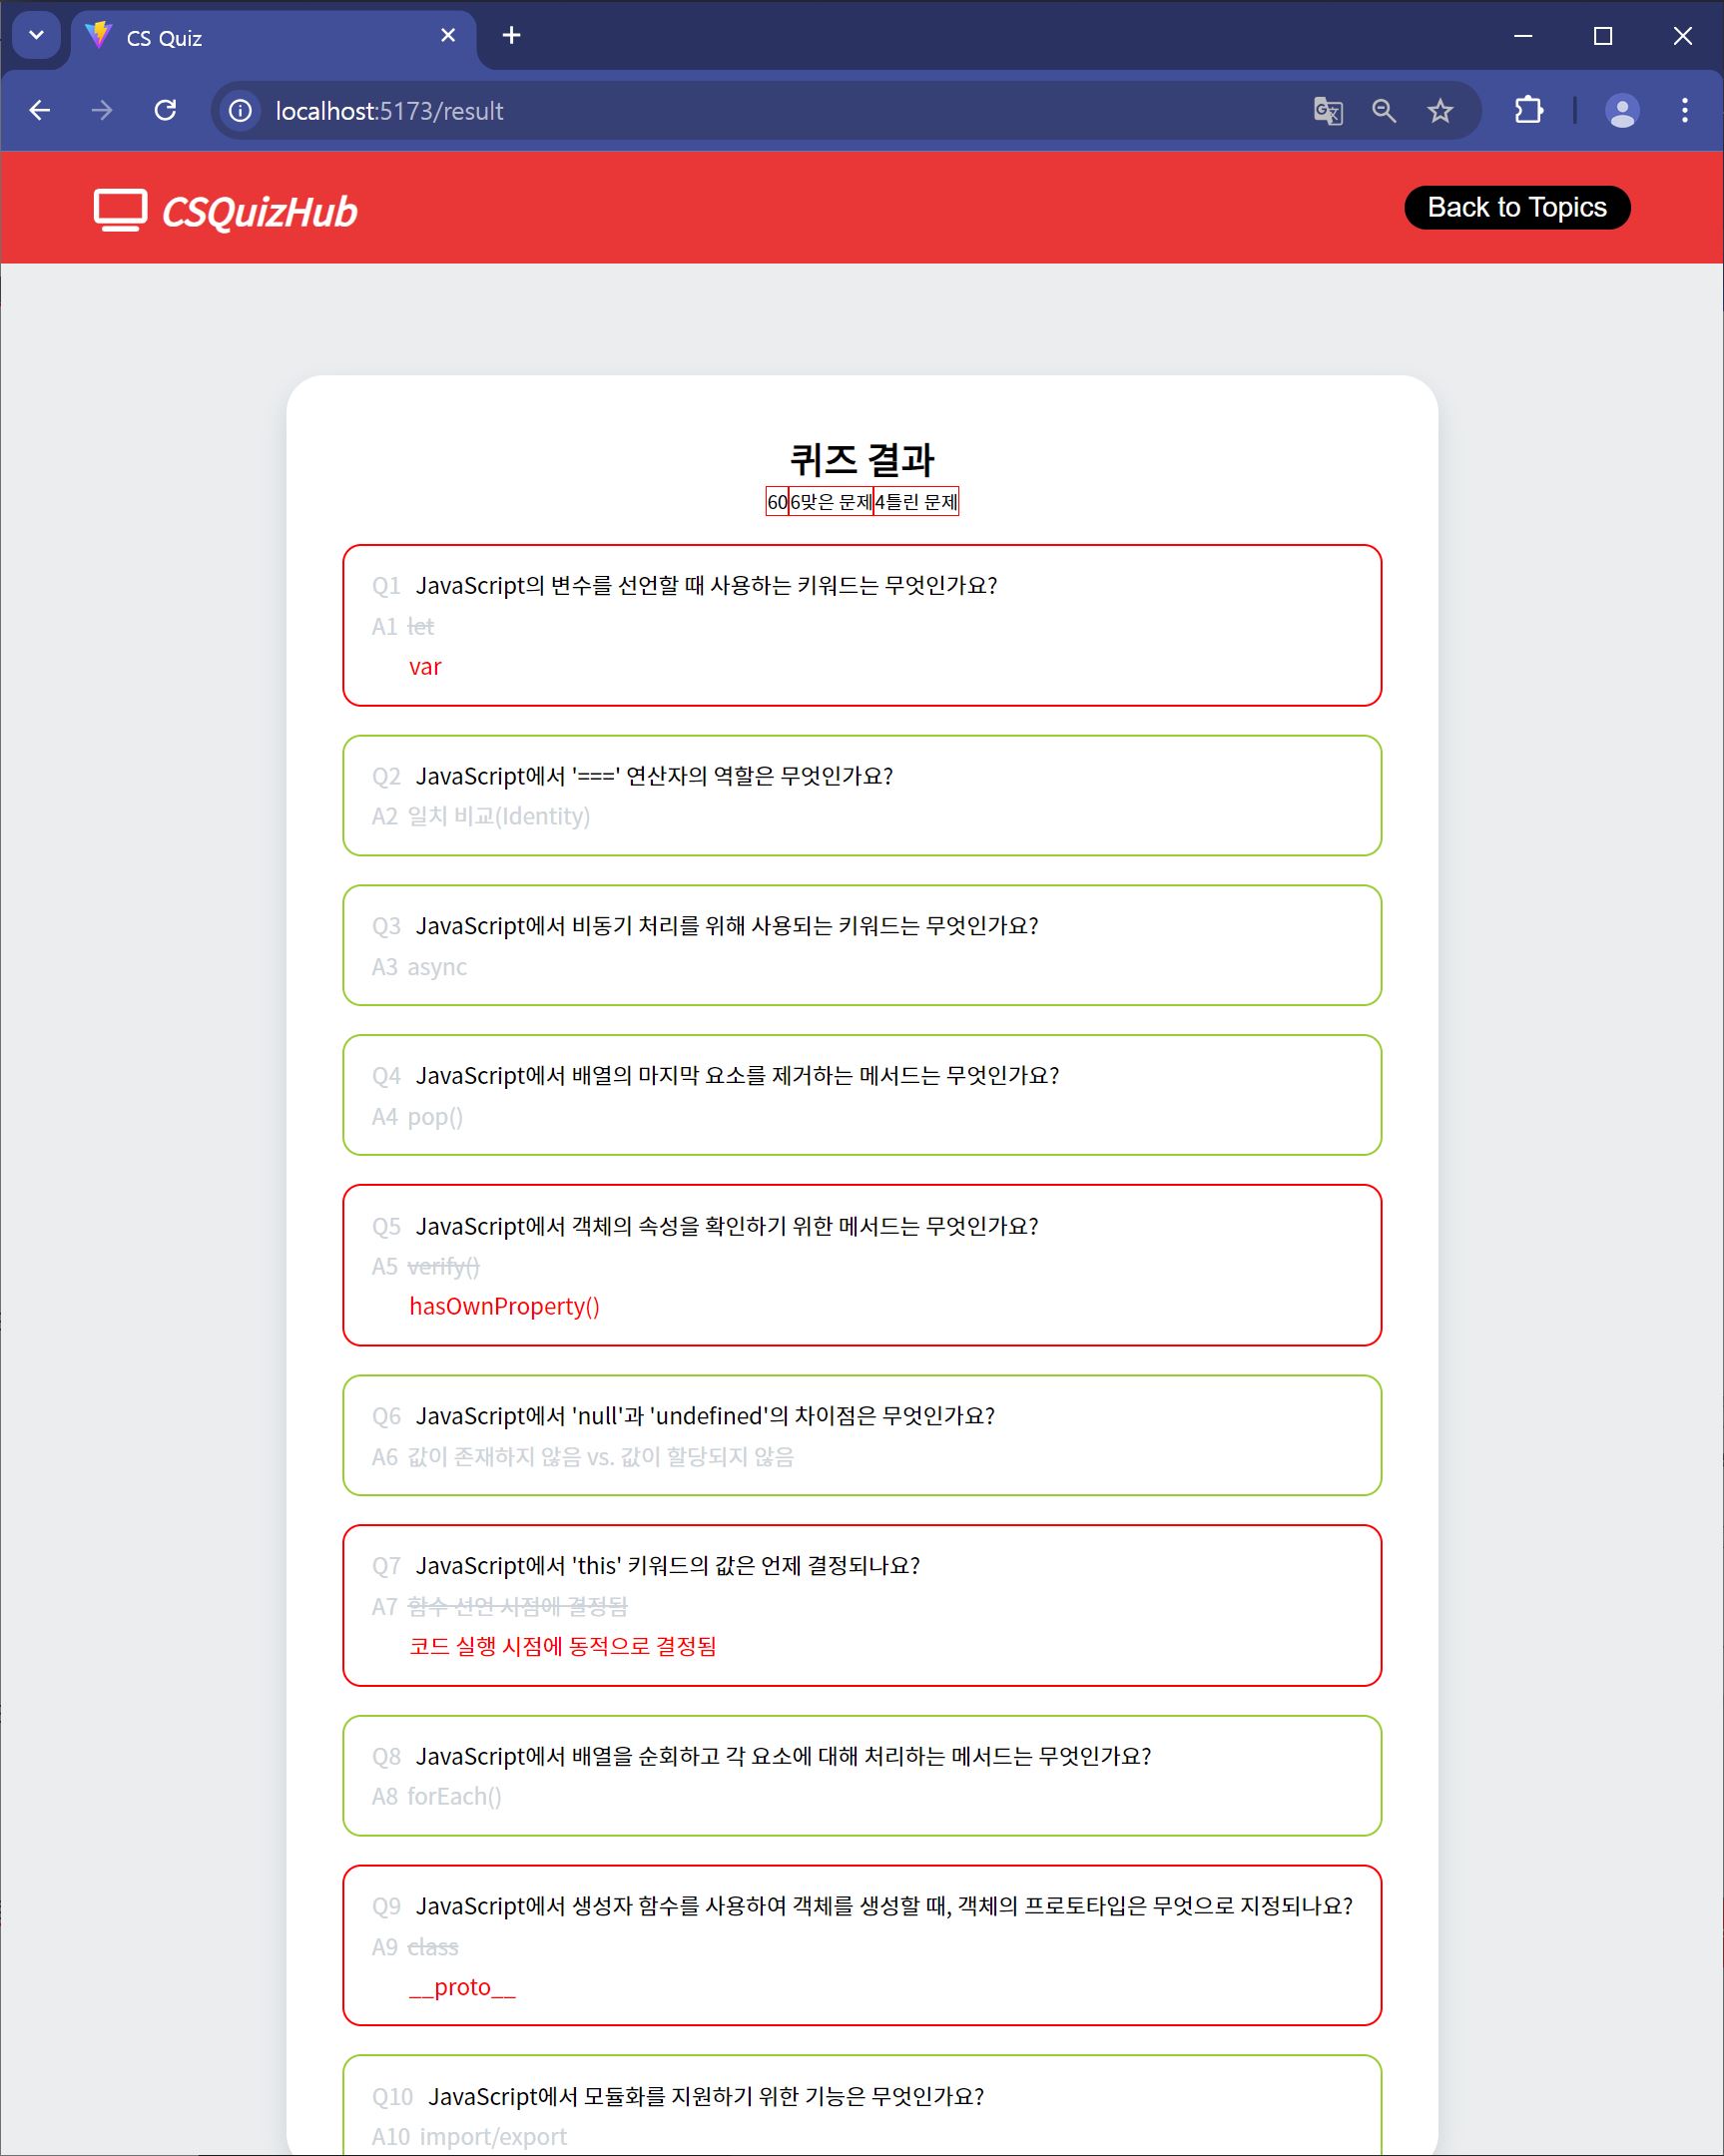 CS Quiz
localhost:5173/result
CSQuizHub
Back to Topics
퀴즈 결과
60 6맞은 문제 4틀린 문제
Q1 JavaScript의 변수를 선언할 때 사용하는 키워드는 무엇인가요?
A1 let
var
Q2 JavaScript에서 '===' 연산자의 역할은 무엇인가요?
A2 일치 비교(Identity)
Q3 JavaScript에서 비동기 처리를 위해 사용되는 키워드는 무엇인가요?
A3 async
Q4 JavaScript에서 배열의 마지막 요소를 제거하는 메서드는 무엇인가요?
A4 pop()
Q5 JavaScript에서 객체의 속성을 확인하기 위한 메서드는 무엇인가요?
A5 verify()
hasOwnProperty()
Q6 JavaScript에서 'null'과 'undefined'의 차이점은 무엇인가요?
A6 값이 존재하지 않음 vs. 값이 할당되지 않음
Q7 JavaScript에서 'this' 키워드의 값은 언제 결정되나요?
A7 함수 선언 시점에 결정됨
코드 실행 시점에 동적으로 결정됨
Q8 JavaScript에서 배열을 순회하고 각 요소에 대해 처리하는 메서드는 무엇인가요?
A8 forEach()
Q9 JavaScript에서 생성자 함수를 사용하여 객체를 생성할 때, 객체의 프로토타입은 무엇으로 지정되나요?
A9 class
__proto__
Q10 JavaScript에서 모듈화를 지원하기 위한 기능은 무엇인가요?
A10 import/export